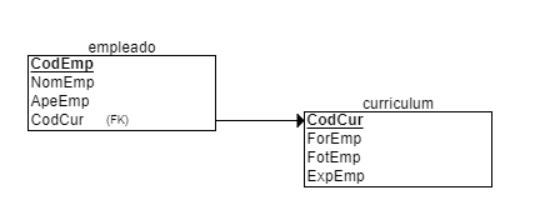 empleado
CodEmp
NomEmp
ApeEmp
CodCur (FK)
curriculum
CodCur
ForEmp
FotEmp
ExpEmp